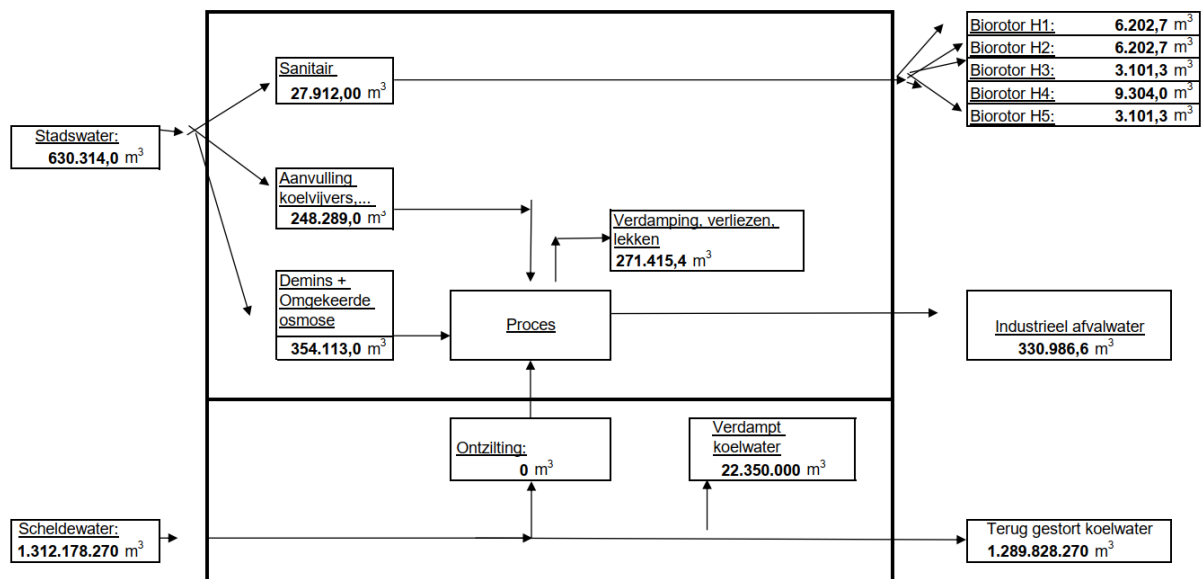 Stadswater:
630.314,0 m³
Sanitair
27.912,00 m³
Aanvulling
koelvijvers,...
248.289,0 m³
Demins +
Omgekeerde
osmose
354.113,0 m³
Proces
Verdamping, verliezen,
lekken
271.415,4 m³
Biorotor H1: 6.202,7 m³
Biorotor H2: 6.202,7 m³
Biorotor H3: 3.101,3 m³
Biorotor H4: 9.304,0 m³
Biorotor H5: 3.101,3 m³
Industrieel afvalwater
330.986,6 m³
Ontzilting:
0 m³
Verdampt
koelwater
22.350.000 m³
Scheldewater:
1.312.178.270 m³
Terug gestort koelwater
1.289.828.270 m³